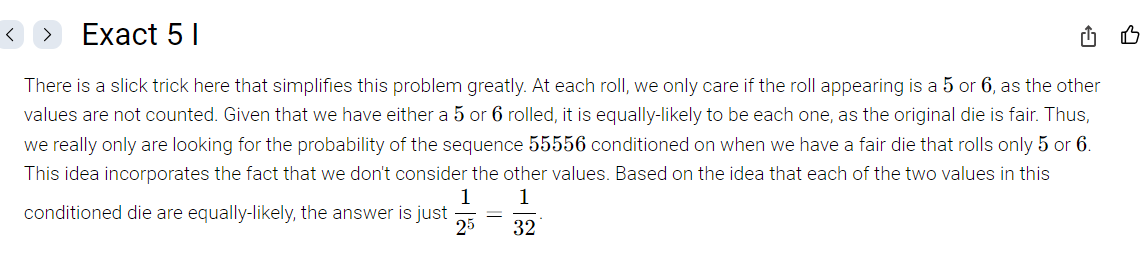 < > Exact 5 I
There is a slick trick here that simplifies this problem greatly. At each roll, we only care if the roll appearing is a 5 or 6, as the other
values are not counted. Given that we have either a 5 or 6 rolled, it is equally-likely to be each one, as the original die is fair. Thus,
we really only are looking for the probability of the sequence 55556 conditioned on when we have a fair die that rolls only 5 or 6.
This idea incorporates the fact that we don't consider the other values. Based on the idea that each of the two values in this
conditioned die are equally-likely, the answer is just 1/2⁵ = 1/32.